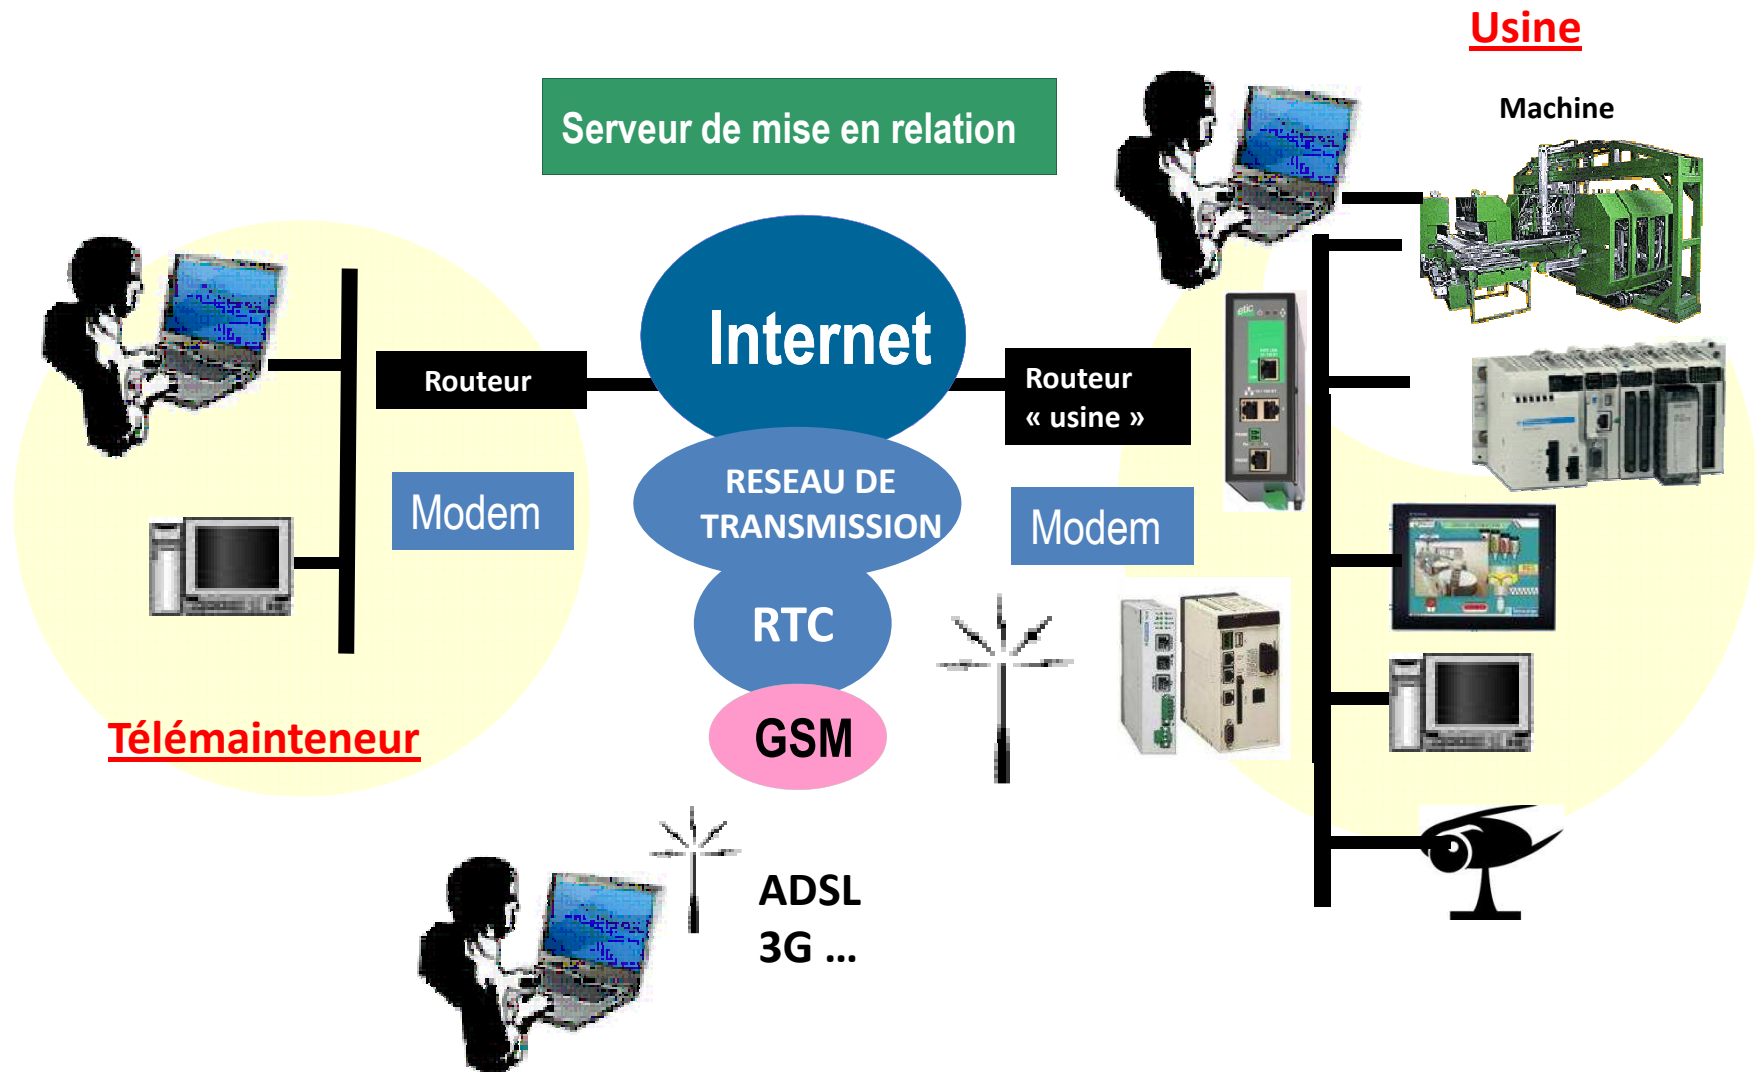 Usine
Machine
Serveur de mise en relation
Internet
Routeur
Routeur
« usine »
etic
Modem
RESEAU DE
TRANSMISSION
Modem
RTC
Télémainteneur
GSM
ADSL
3G ...